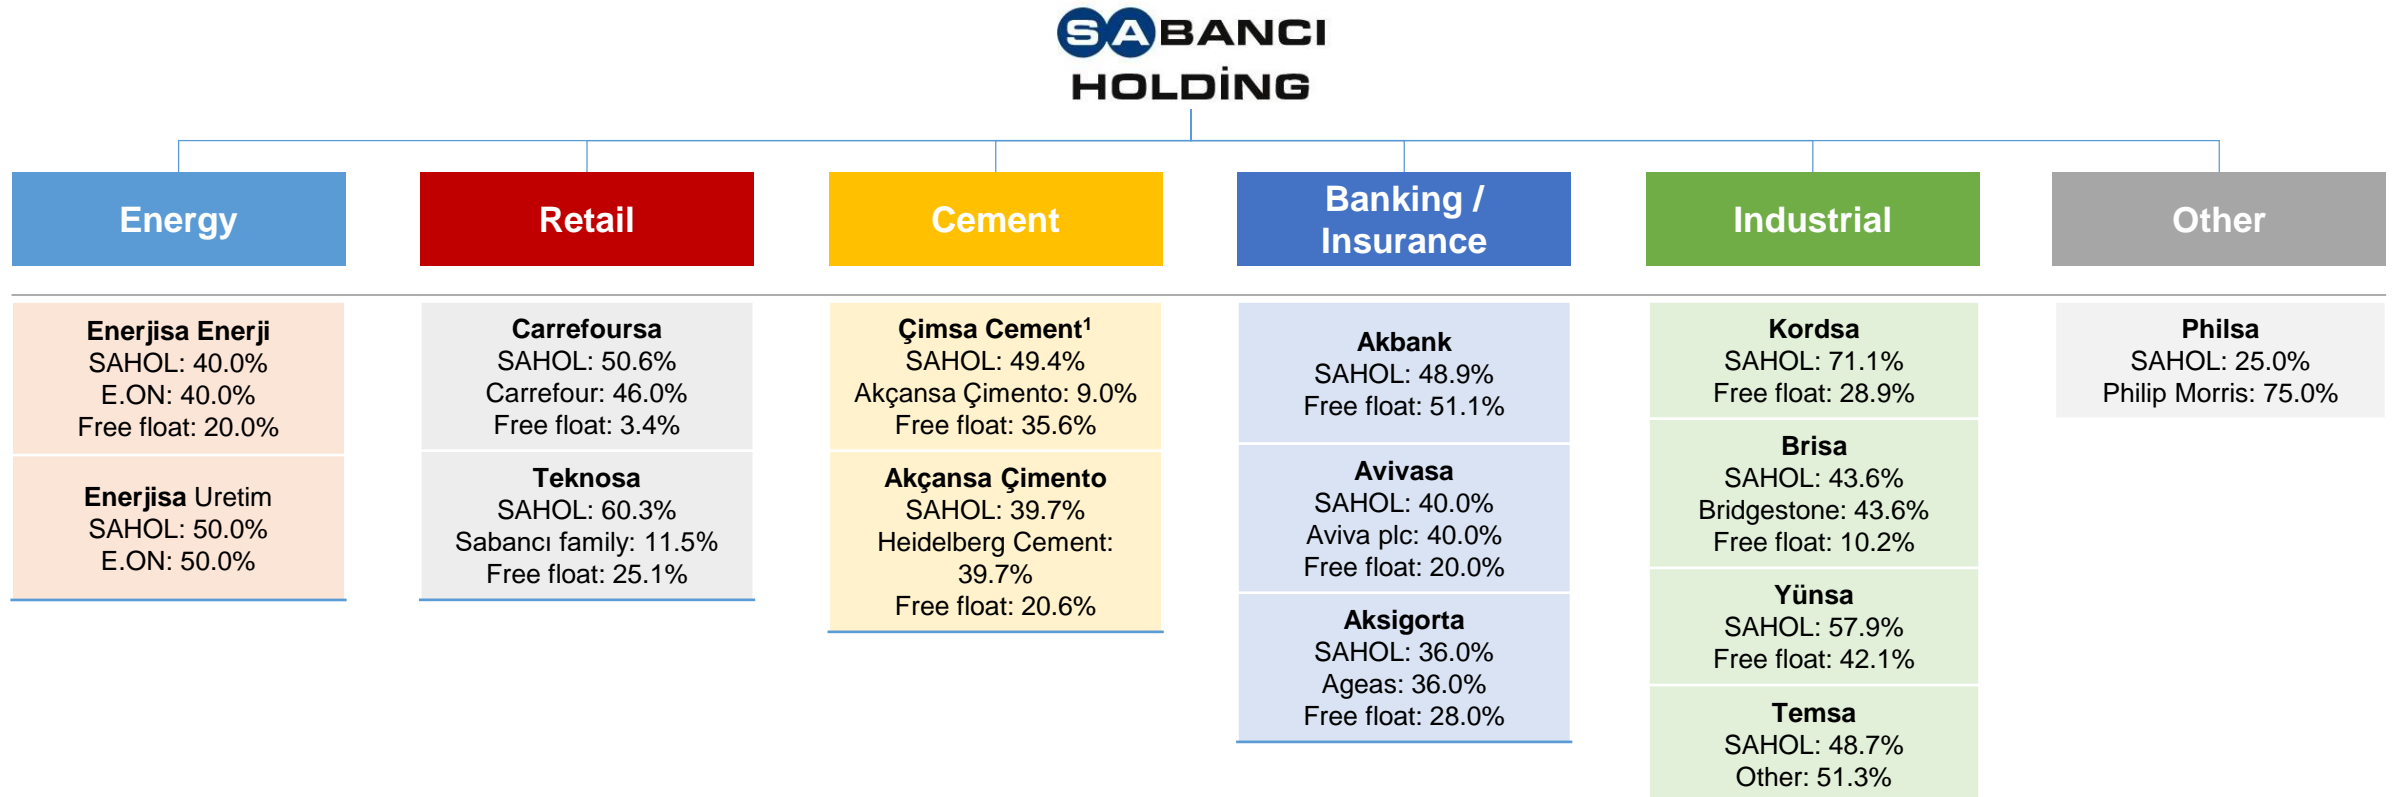 SABANCI
HOLDİNG
Energy
Retail
Cement
Banking /
Insurance
Industrial
Other
Enerjisa Enerji
SAHOL: 40.0%
E.ON: 40.0%
Free float: 20.0%
Enerjisa Uretim
SAHOL: 50.0%
E.ON: 50.0%
Carrefoursa
SAHOL: 50.6%
Carrefour: 46.0%
Free float: 3.4%
Teknosa
SAHOL: 60.3%
Sabancı family: 11.5%
Free float: 25.1%
Çimsa Cement¹
SAHOL: 49.4%
Akçansa Çimento: 9.0%
Free float: 35.6%
Akçansa Çimento
SAHOL: 39.7%
Heidelberg Cement:
39.7%
Free float: 20.6%
Akbank
SAHOL: 48.9%
Free float: 51.1%
Avivasa
SAHOL: 40.0%
Aviva plc: 40.0%
Free float: 20.0%
Aksigorta
SAHOL: 36.0%
Ageas: 36.0%
Free float: 28.0%
Kordsa
SAHOL: 71.1%
Free float: 28.9%
Brisa
SAHOL: 43.6%
Bridgestone: 43.6%
Free float: 10.2%
Yünsa
SAHOL: 57.9%
Free float: 42.1%
Temsa
SAHOL: 48.7%
Other: 51.3%
Philsa
SAHOL: 25.0%
Philip Morris: 75.0%